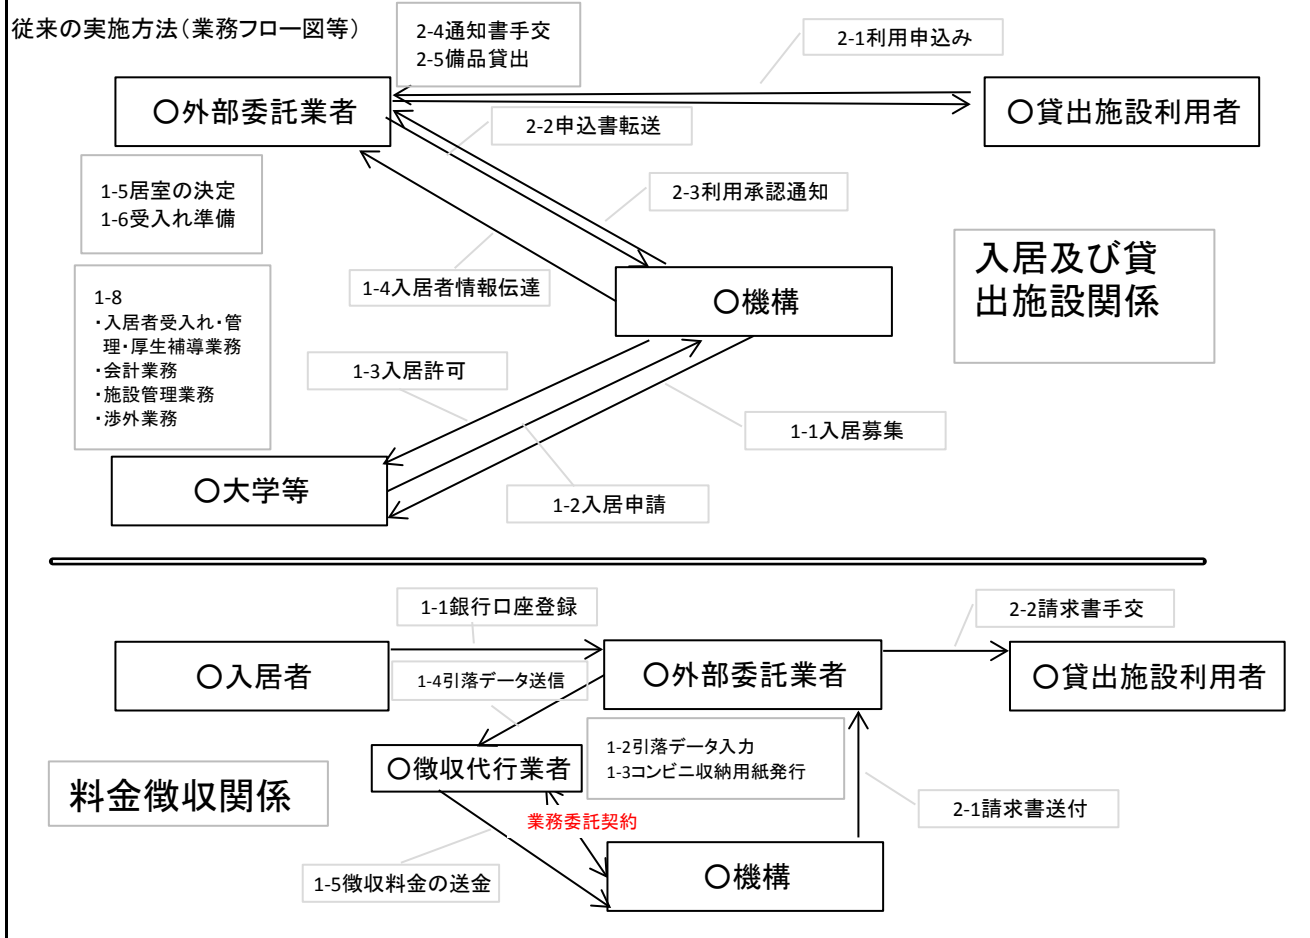 従来の実施方法（業務フロー図等）
2-4通知書手交
2-5備品貸出
2-1利用申込み
〇外部委託業者
〇貸出施設利用者
2-2申込書転送
1-5居室の決定
1-6受入れ準備
2-3利用承認通知
入居及び貸
出施設関係
1-4入居者情報伝達
〇機構
1-8
・入居者受入れ・管
理・厚生補導業務
・会計業務
・施設管理業務
・渉外業務
1-3入居許可
1-1入居募集
〇大学等
1-2入居申請
1-1銀行口座登録
2-2請求書手交
〇入居者
1-4引落データ送信
〇外部委託業者
〇貸出施設利用者
1-2引落データ入力
1-3コンビニ収納用紙発行
〇徴収代行業者
料金徴収関係
業務委託契約
2-1請求書送付
1-5徴収料金の送金
〇機構